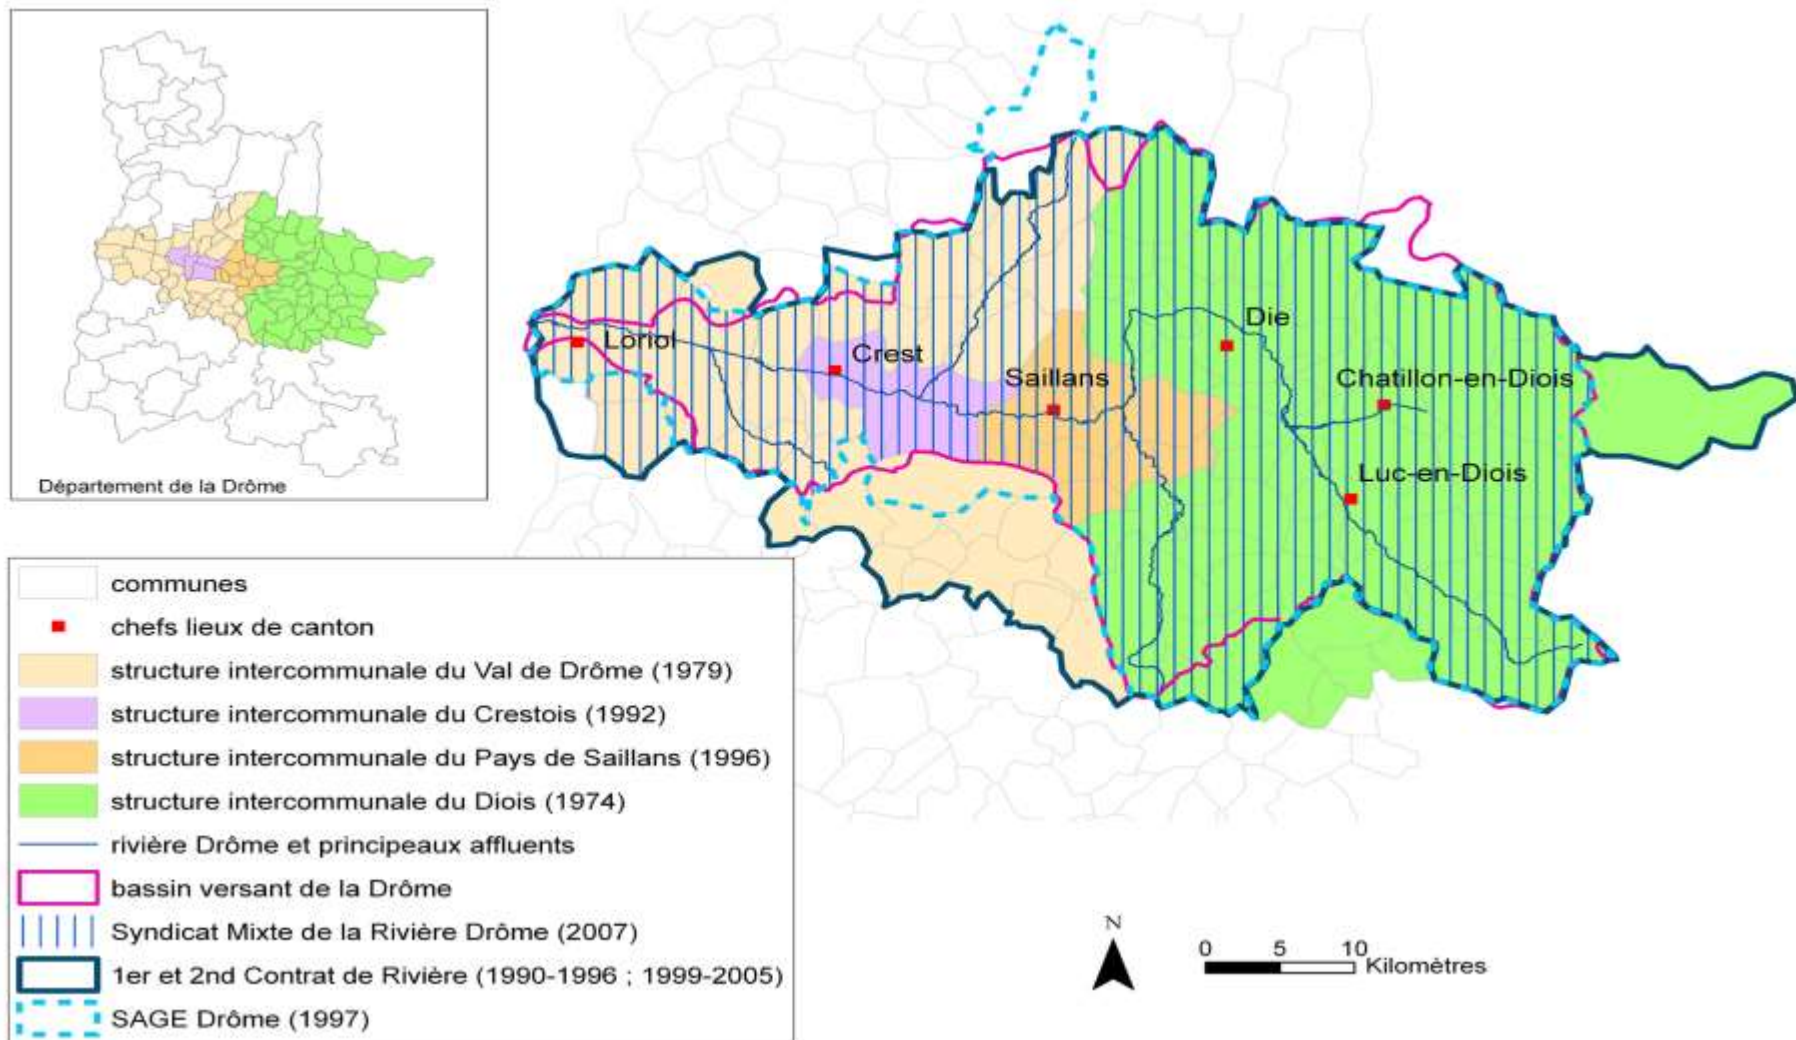 Département de la Drôme
Loriol
Crest
Saillans
Die
Chatillon-en-Diois
Luc-en-Diois
communes
chefs lieux de canton
structure intercommunale du Val de Drôme (1979)
structure intercommunale du Crestois (1992)
structure intercommunale du Pays de Saillans (1996)
structure intercommunale du Diois (1974)
rivière Drôme et principeaux affluents
bassin versant de la Drôme
Syndicat Mixte de la Rivière Drôme (2007)
1er et 2nd Contrat de Rivière (1990-1996 ; 1999-2005)
SAGE Drôme (1997)
N
0 5 10
Kilomètres